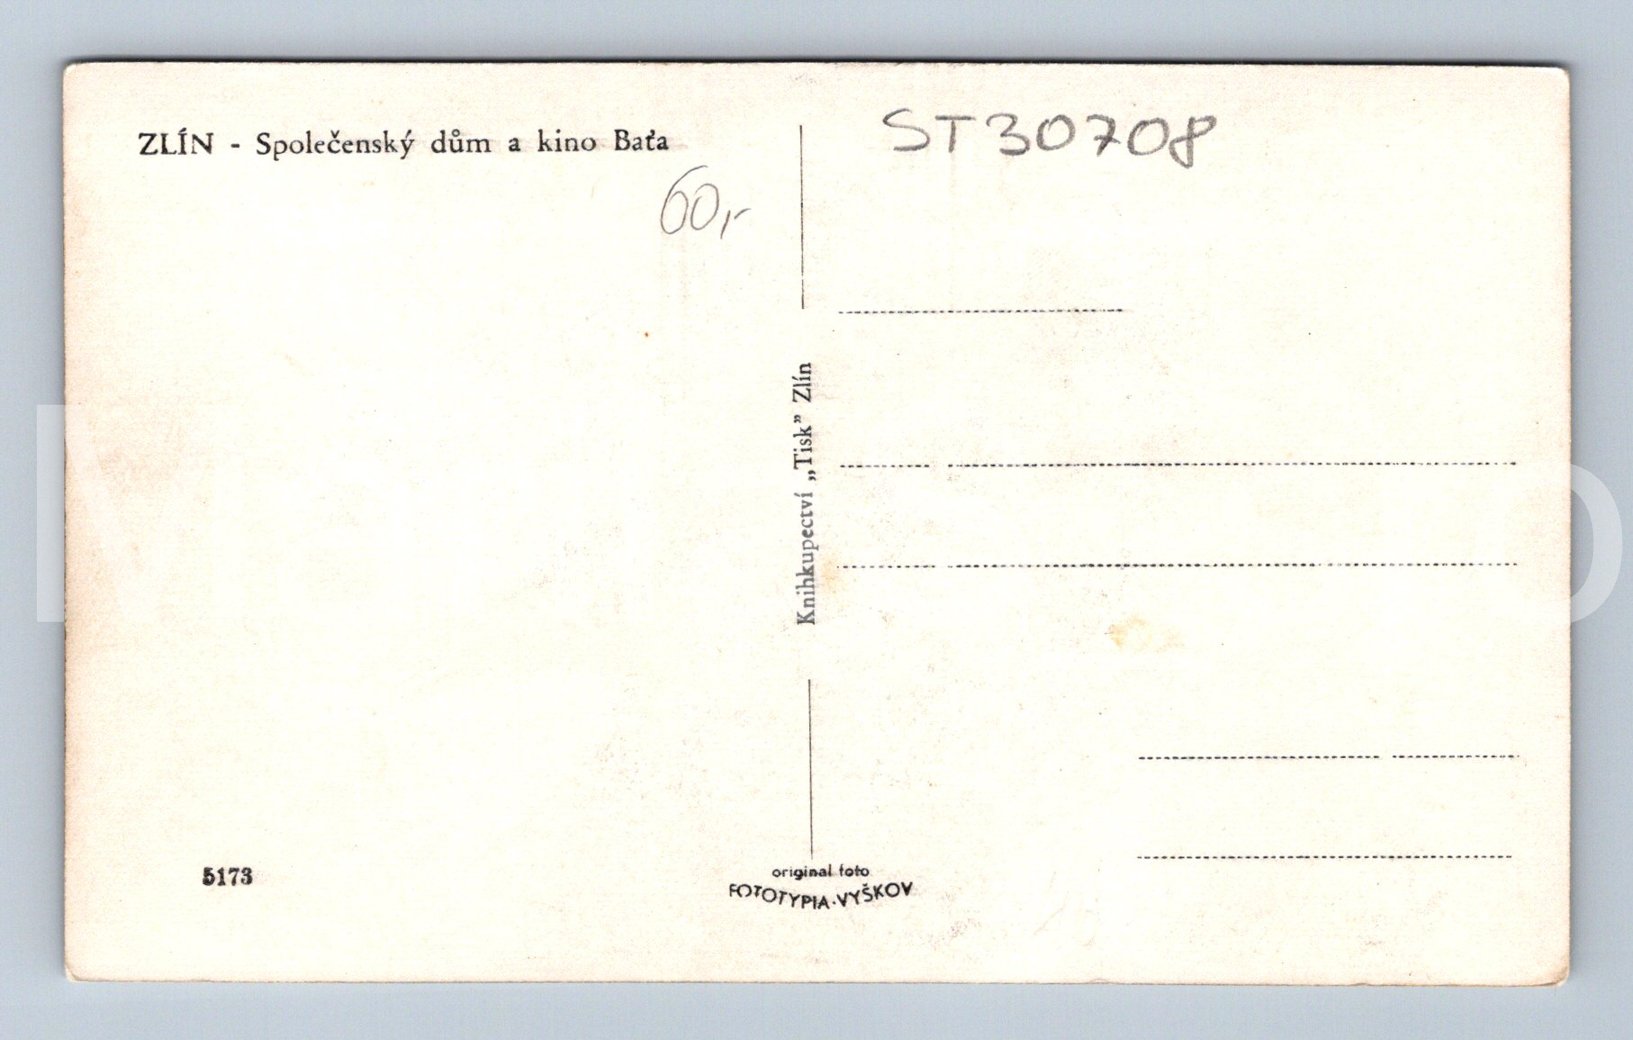 ZLÍN - Společenský dům a kino Baťa
60,-
ST30708
Knihkupectví „Tisk” Zlín
5173
original foto
FOTOTYPIA-VYŠKOV